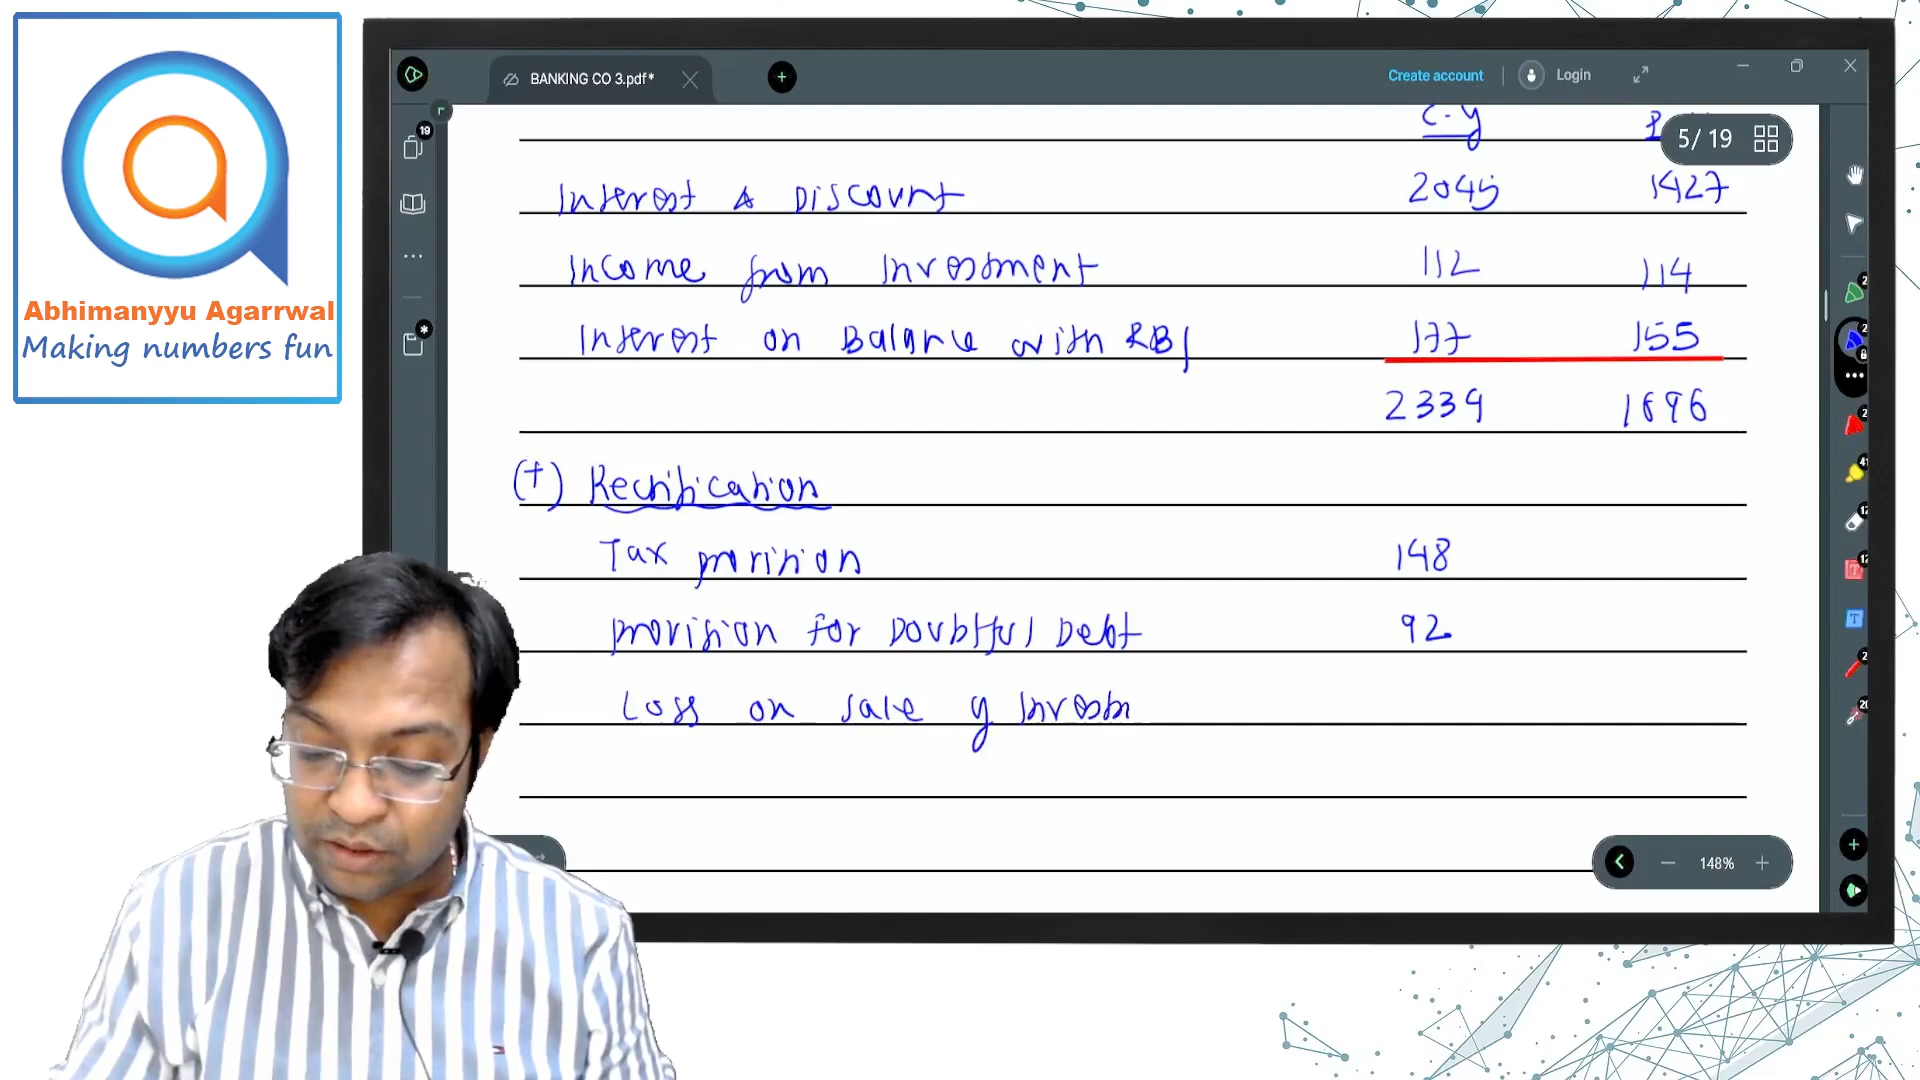 Abhimanyyu Agarrwal
Making numbers fun
BANKING CO 3.pdf*
Create account
Login
19
5/ 19
C.Y
Interest & Discount 2045 1427
Income from Investment 112 114
Interest on Balance with RBI 177 155
2334 1696
(+) Rectification
Tax provision 148
Provision for Doubtful Debt 92
Loss on sale of Investm
148%